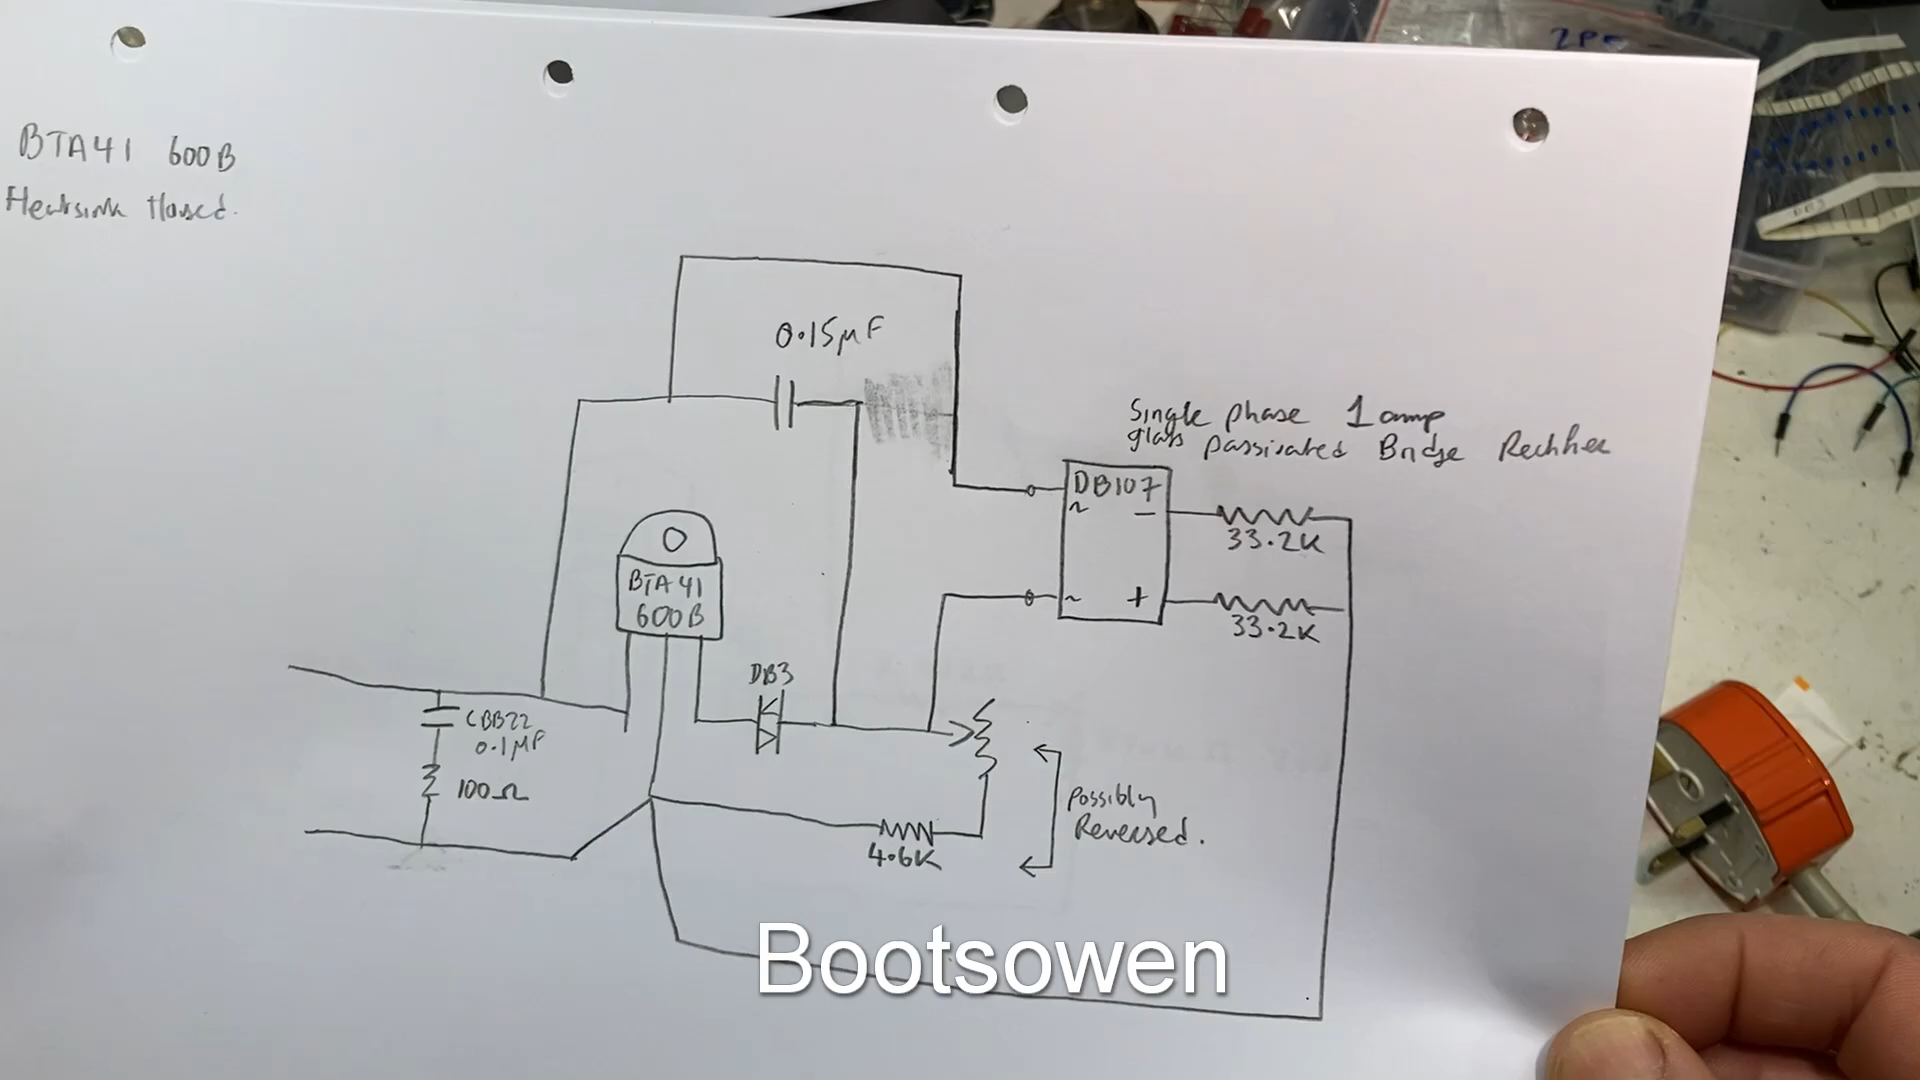 BTA41 600B
Heatsink Hosed.
0.15µF
Single phase 1 amp
glass passivated Bridge Rectifier
DB107
~ −
33.2K
BTA41
600B
~ +
33.2K
DB3
CBB22
0.1µF
100Ω
Possibly
Reversed.
4.6K
Bootsowen